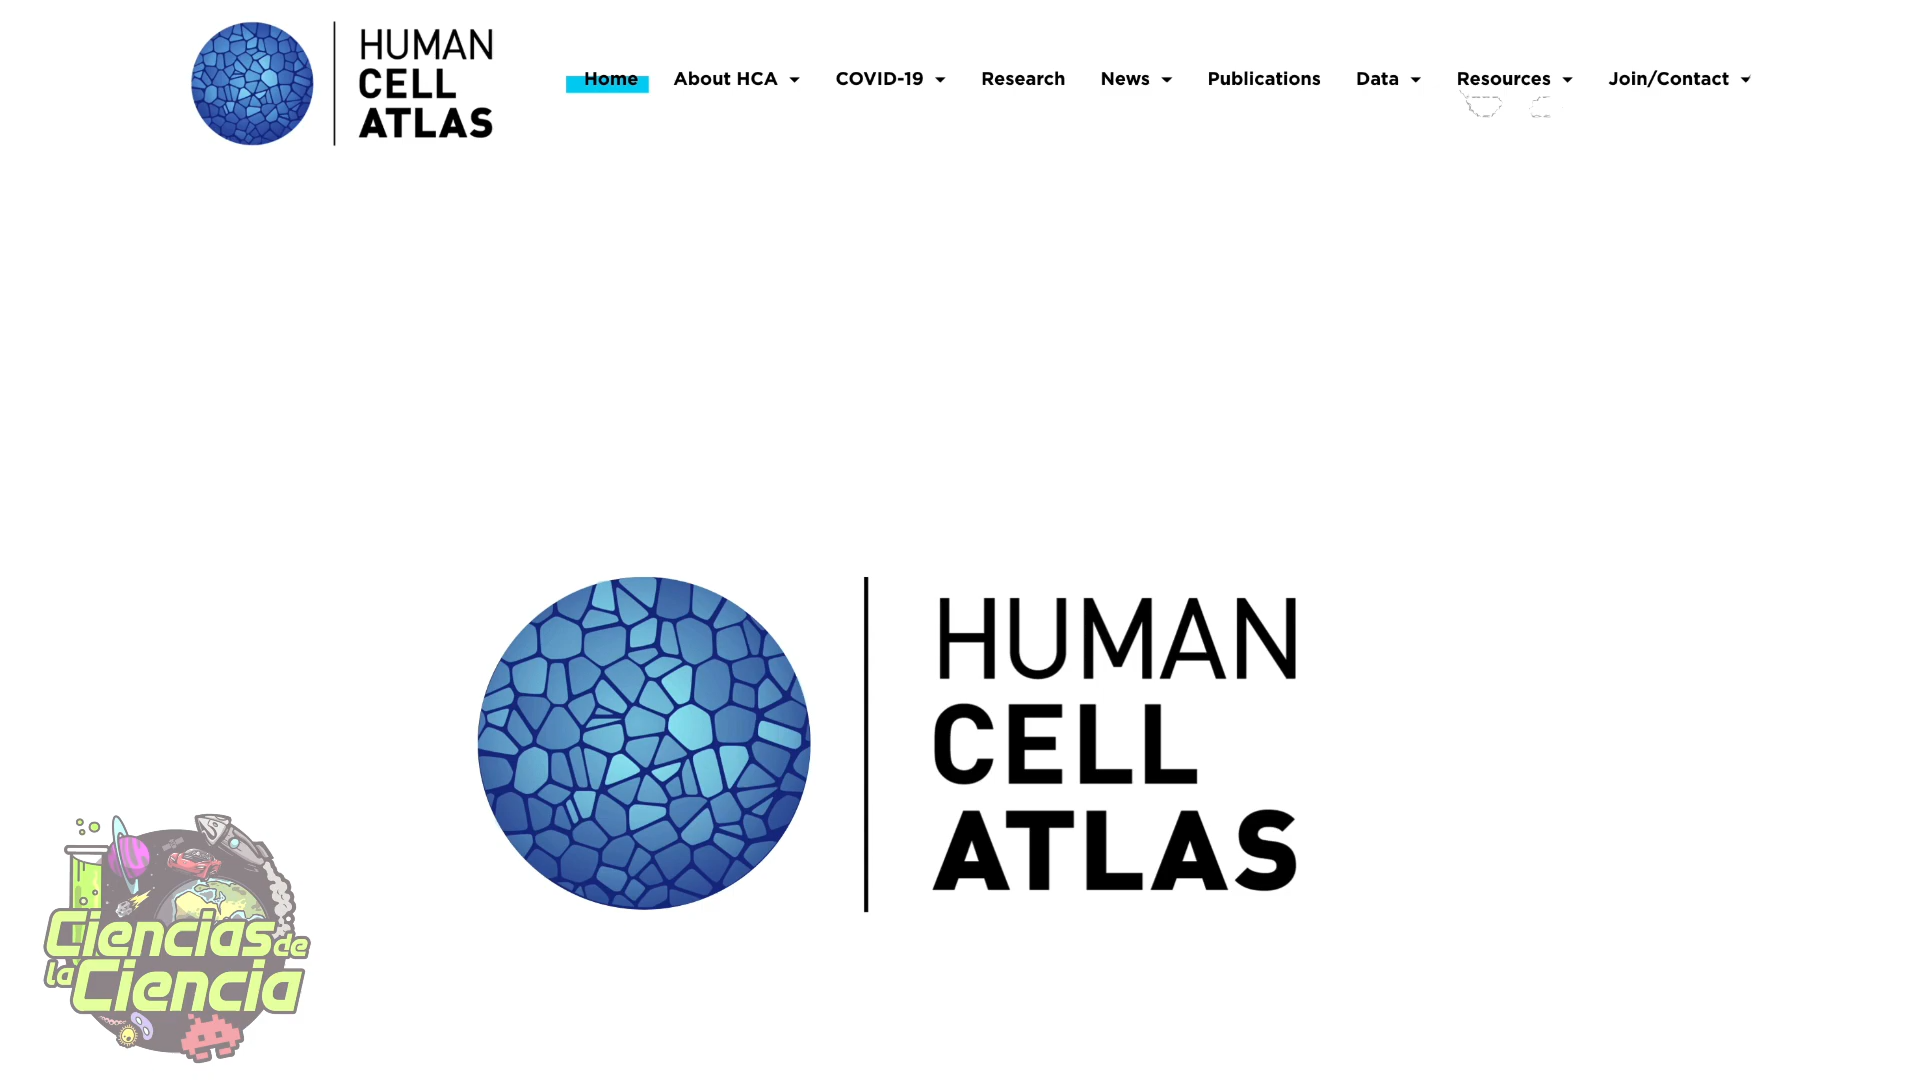 HUMAN
CELL
ATLAS
Home About HCA COVID-19 Research News Publications Data Resources Join/Contact
HUMAN
CELL
ATLAS
Ciencias de
la Ciencia